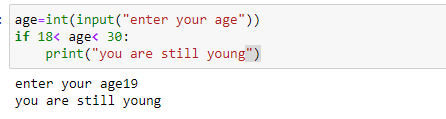 age=int(input("enter your age"))
if 18< age< 30:
    print("you are still young")
enter your age19
you are still young